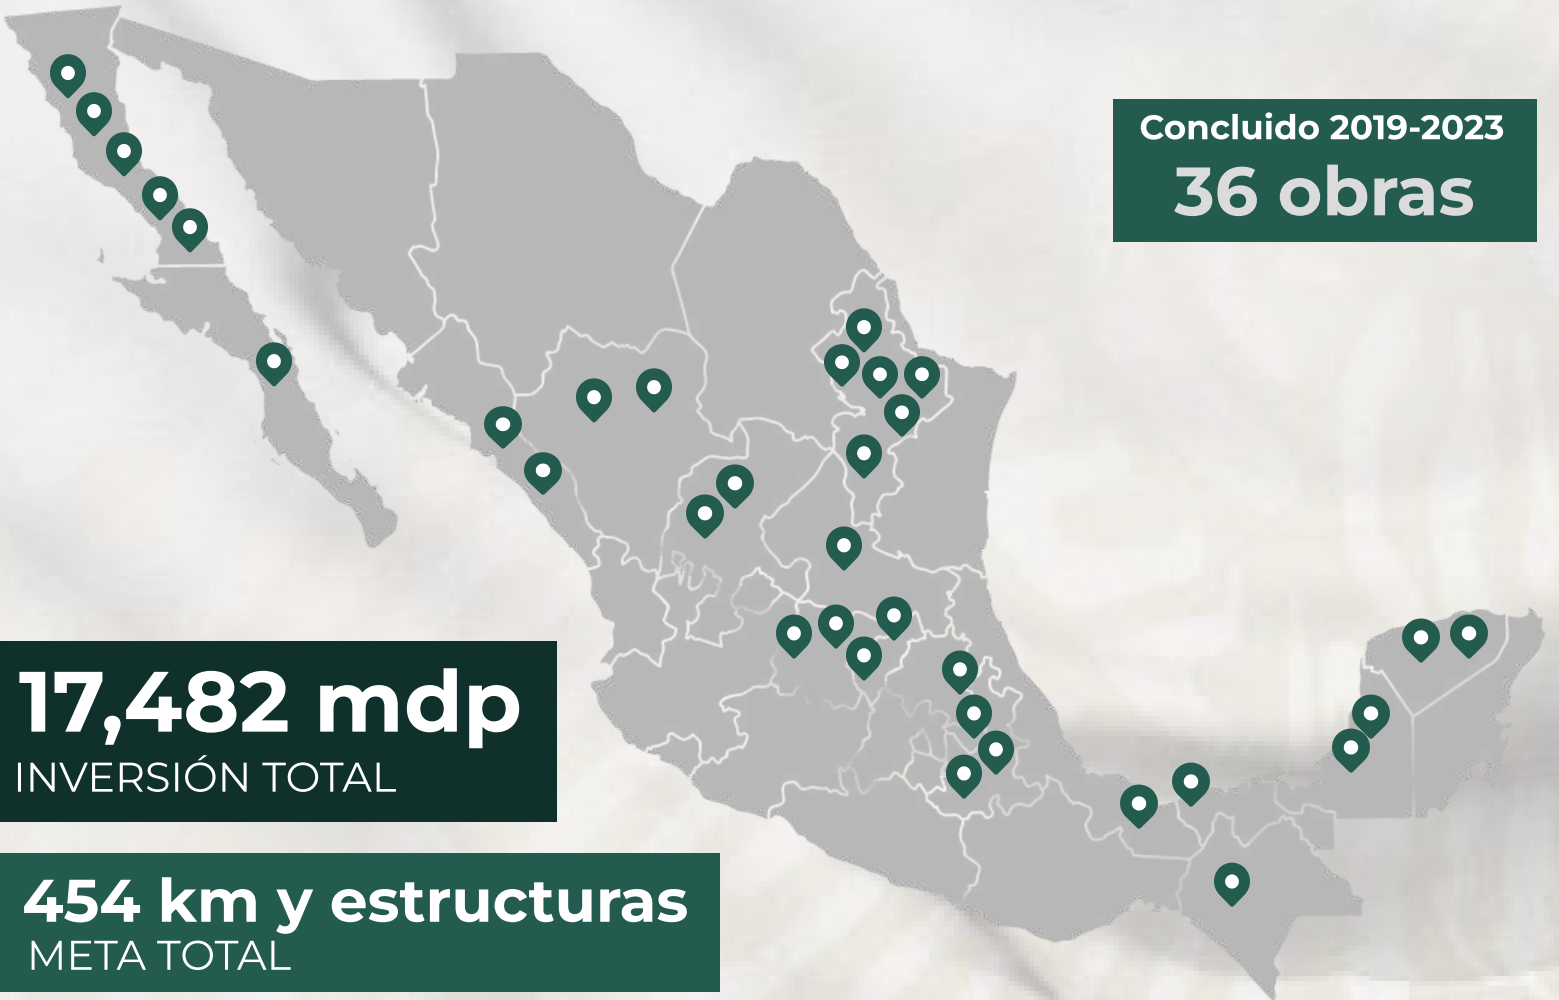 Concluido 2019-2023
36 obras
17,482 mdp
INVERSIÓN TOTAL
454 km y estructuras
META TOTAL